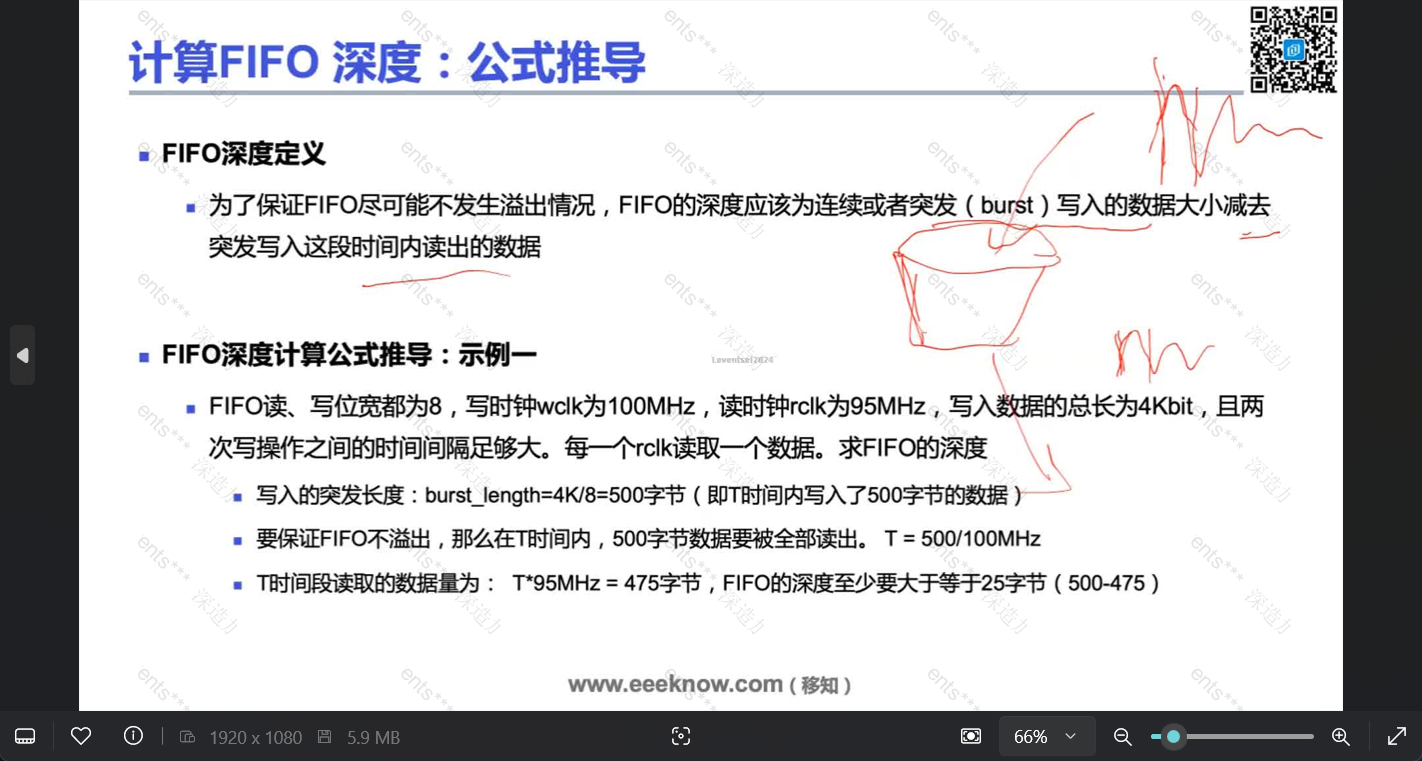 计算FIFO 深度：公式推导
FIFO深度定义
为了保证FIFO尽可能不发生溢出情况，FIFO的深度应该为连续或者突发（burst）写入的数据大小减去
突发写入这段时间内读出的数据
FIFO深度计算公式推导：示例一
Leventsei2024
FIFO读、写位宽都为8，写时钟wclk为100MHz，读时钟rclk为95MHz，写入数据的总长为4Kbit，且两
次写操作之间的时间间隔足够大。每一个rclk读取一个数据。求FIFO的深度
写入的突发长度：burst_length=4K/8=500字节（即T时间内写入了500字节的数据）
要保证FIFO不溢出，那么在T时间内，500字节数据要被全部读出。 T = 500/100MHz
T时间段读取的数据量为： T*95MHz = 475字节，FIFO的深度至少要大于等于25字节（500-475）
www.eeeknow.com（移知）
ents***
深造力
1920 x 1080
5.9 MB
66%